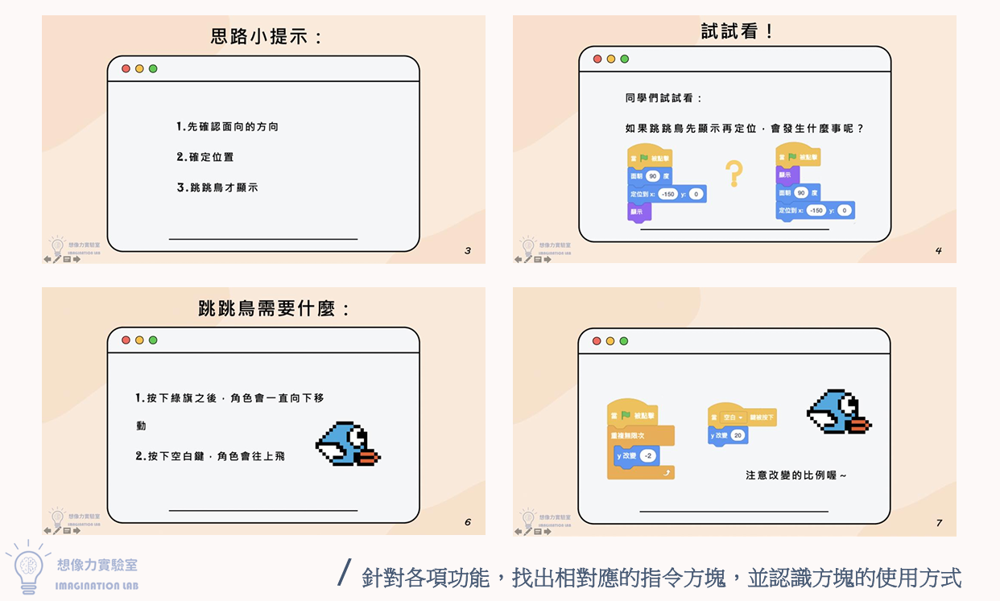 思路小提示：
1.先確認面向的方向
2.確定位置
3.跳跳鳥才顯示
想像力實驗室
IMAGINATION LAB
3
試試看！
同學們試試看：
如果跳跳鳥先顯示再定位，會發生什麼事呢？
當 被點擊
面朝 90 度
定位到 x: -150 y: 0
顯示
?
當 被點擊
顯示
面朝 90 度
定位到 x: -150 y: 0
想像力實驗室
IMAGINATION LAB
4
跳跳鳥需要什麼：
1.按下綠旗之後，角色會一直向下移
動
2.按下空白鍵，角色會往上飛
想像力實驗室
IMAGINATION LAB
6
當 被點擊
重複無限次
y 改變 -2
當 空白 鍵被按下
y 改變 20
注意改變的比例喔~
想像力實驗室
IMAGINATION LAB
7
想像力實驗室
IMAGINATION LAB
/ 針對各項功能，找出相對應的指令方塊，並認識方塊的使用方式